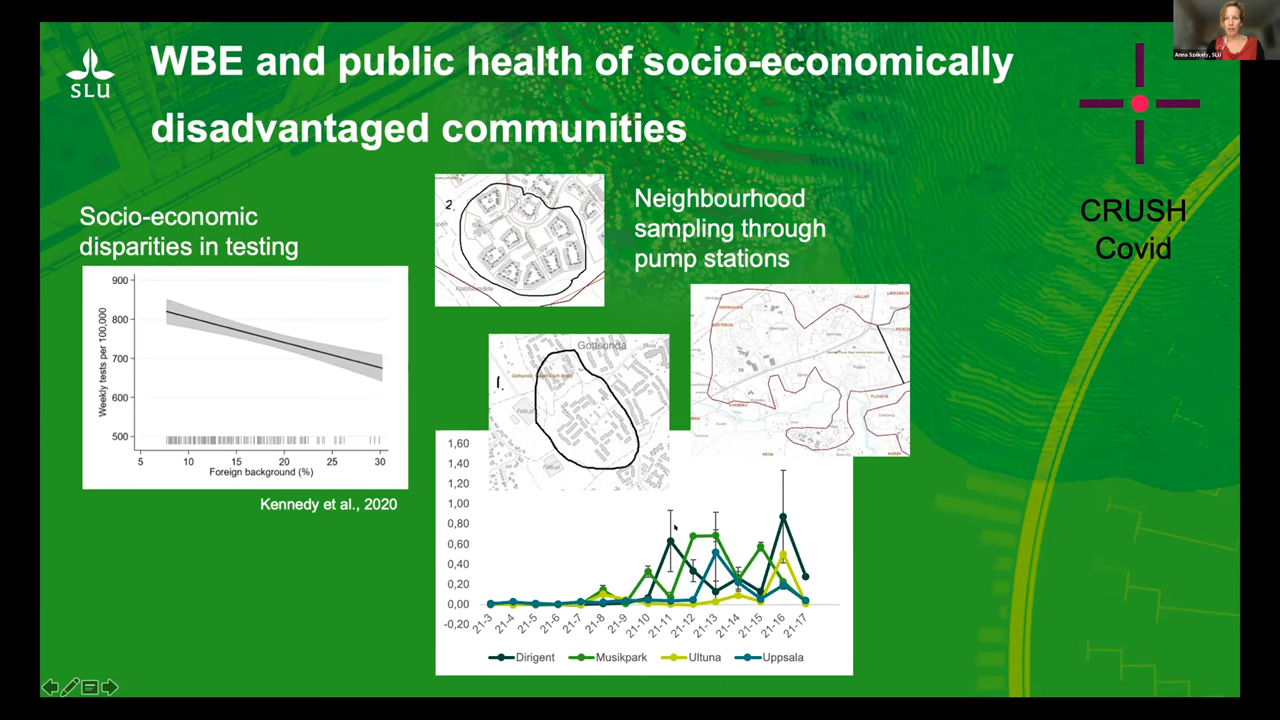 WBE and public health of socio-economically
disadvantaged communities
SLU
Anna Székely, SLU
CRUSH
Covid
Socio-economic
disparities in testing
900
800
700
600
500
Weekly tests per 100,000
5
10
15
20
25
30
Foreign background (%)
Kennedy et al., 2020
2.
Neighbourhood
sampling through
pump stations
1.
Gottsunda
1,60
1,40
1,20
1,00
0,80
0,60
0,40
0,20
0,00
-0,20
21-3
21-4
21-5
21-6
21-7
21-8
21-9
21-10
21-11
21-12
21-13
21-14
21-15
21-16
21-17
Dirigent
Musikpark
Ultuna
Uppsala